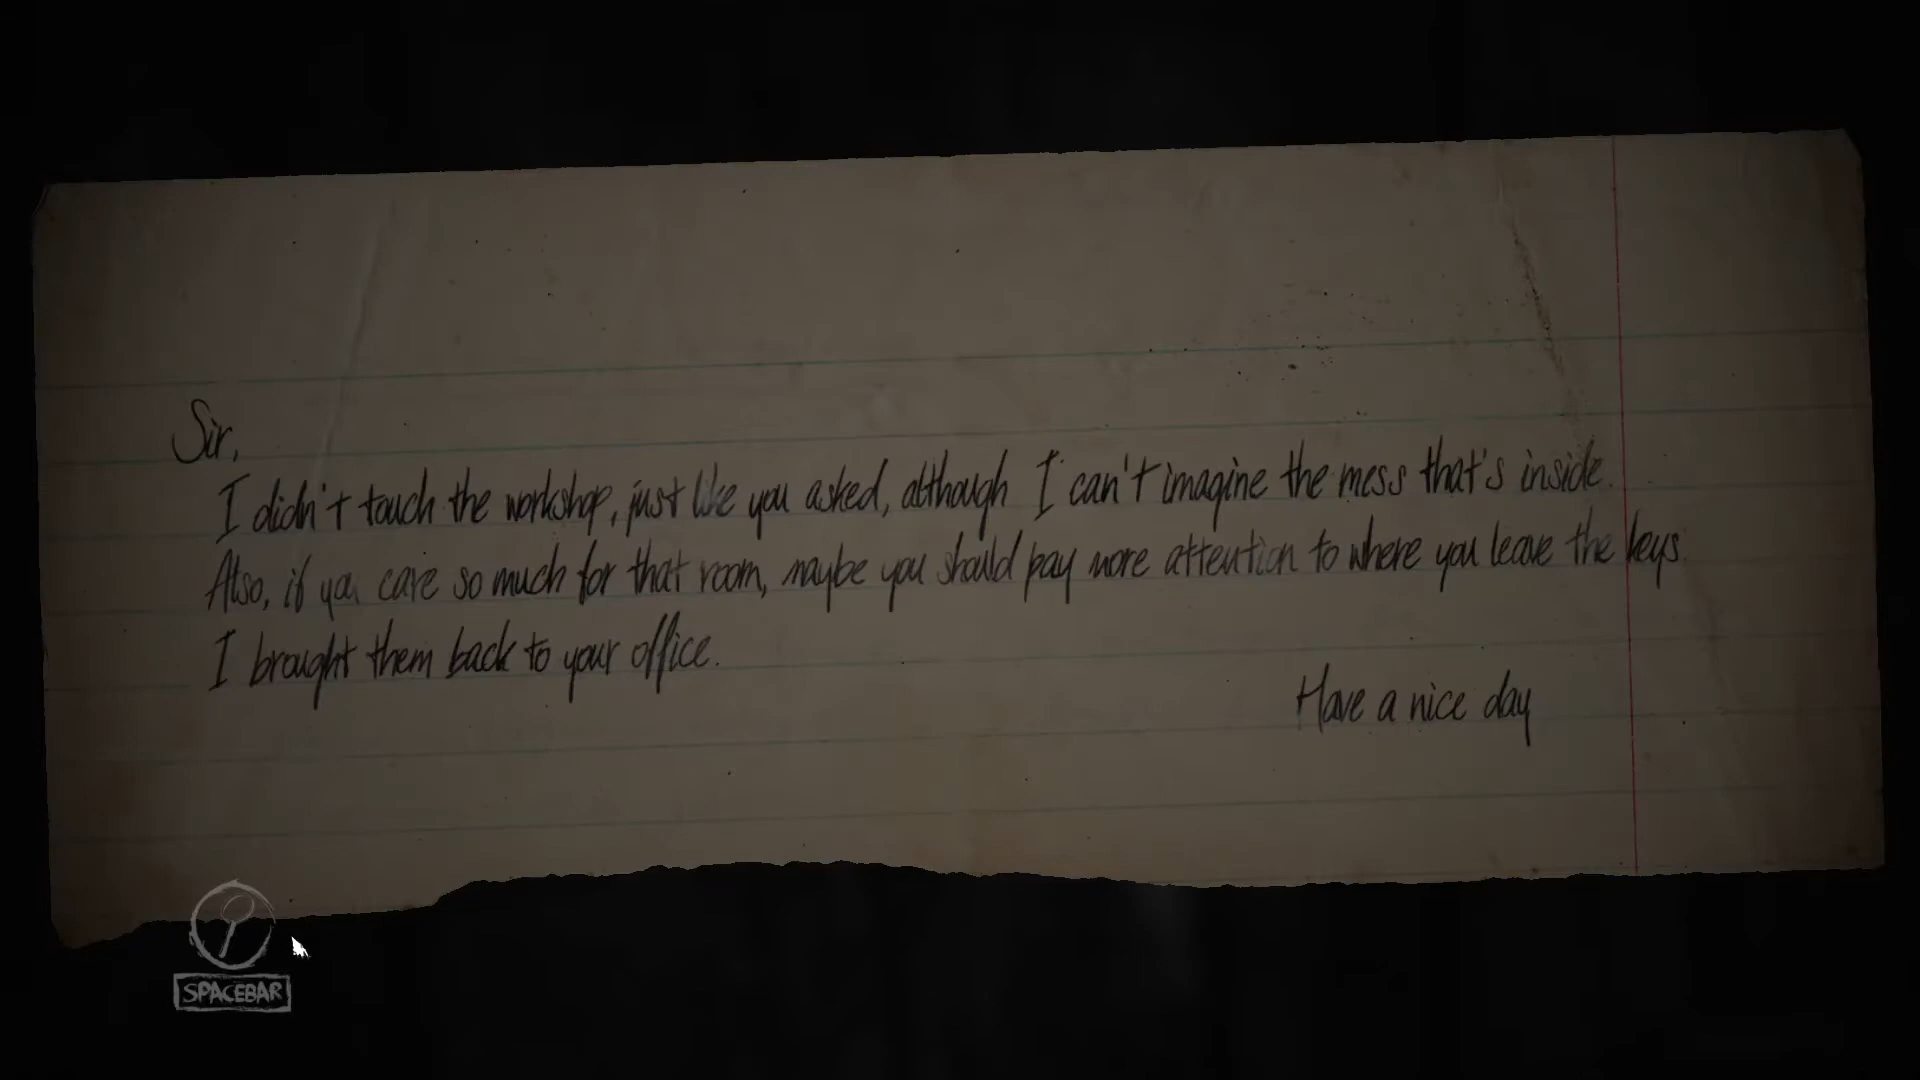 Sir,
I didn't touch the workshop, just like you asked, although I can't imagine the mess that's inside.
Also, if you care so much for that room, maybe you should pay more attention to where you leave the keys.
I brought them back to your office.
Have a nice day
SPACEBAR